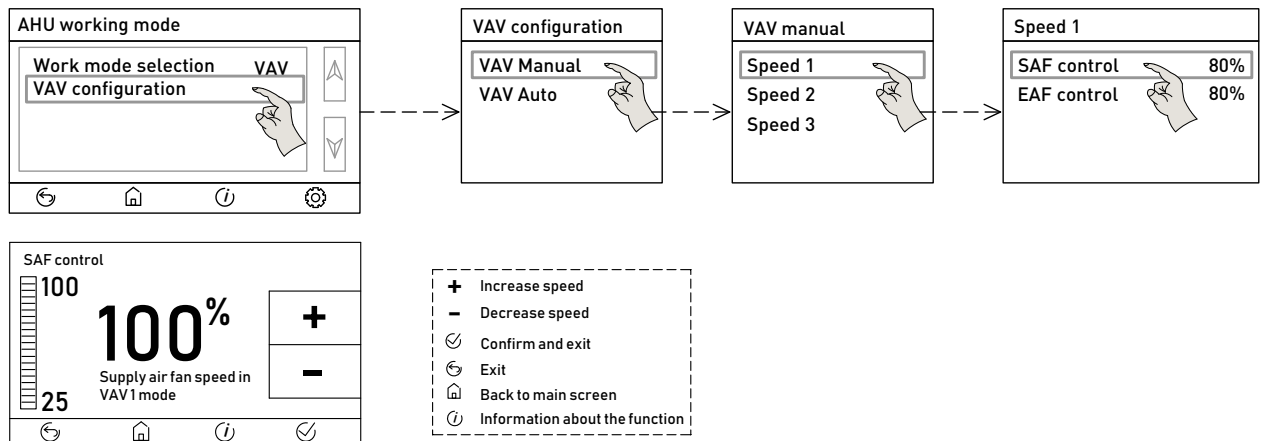 AHU working mode
Work mode selection VAV
VAV configuration
VAV configuration
VAV Manual
VAV Auto
VAV manual
Speed 1
Speed 2
Speed 3
Speed 1
SAF control 80%
EAF control 80%
SAF control
100
100%
Supply air fan speed in
VAV 1 mode
25
+
−
+ Increase speed
− Decrease speed
Confirm and exit
Exit
Back to main screen
i Information about the function